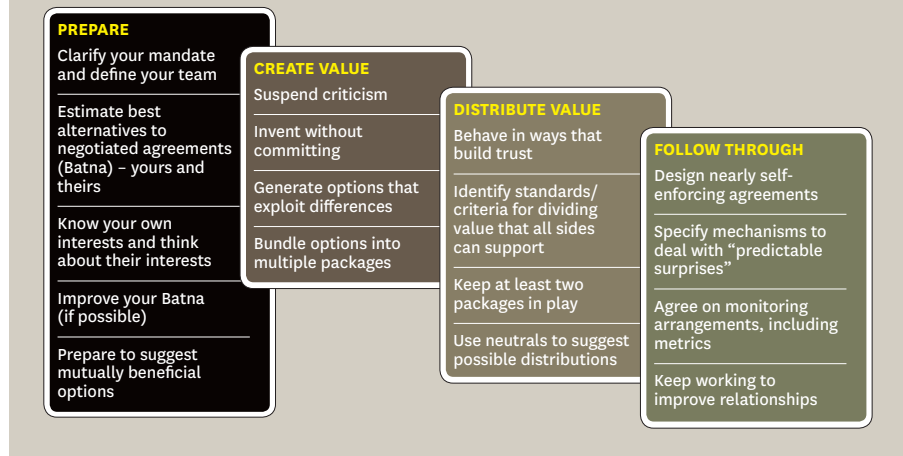 PREPARE
Clarify your mandate
and define your team
Estimate best
alternatives to
negotiated agreements
(Batna) – yours and
theirs
Know your own
interests and think
about their interests
Improve your Batna
(if possible)
Prepare to suggest
mutually beneficial
options
CREATE VALUE
Suspend criticism
Invent without
committing
Generate options that
exploit differences
Bundle options into
multiple packages
DISTRIBUTE VALUE
Behave in ways that
build trust
Identify standards/
criteria for dividing
value that all sides
can support
Keep at least two
packages in play
Use neutrals to suggest
possible distributions
FOLLOW THROUGH
Design nearly self-
enforcing agreements
Specify mechanisms to
deal with “predictable
surprises”
Agree on monitoring
arrangements, including
metrics
Keep working to
improve relationships